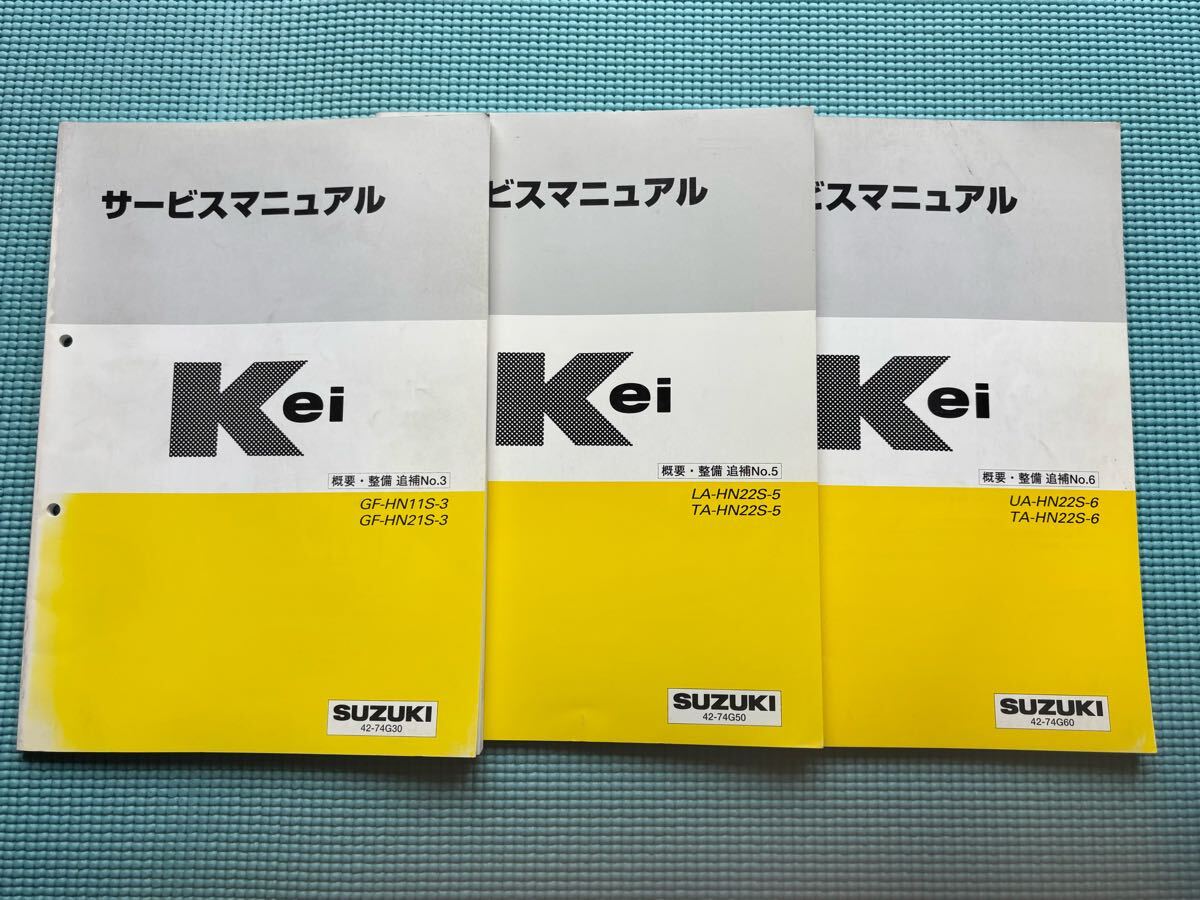 サービスマニュアル
Kei
概要・整備 追補No.3
GF-HN11S-3
GF-HN21S-3
SUZUKI
42-74G30
ビスマニュアル
Kei
概要・整備 追補No.5
LA-HN22S-5
TA-HN22S-5
SUZUKI
42-74G50
ビスマニュアル
Kei
概要・整備 追補No.6
UA-HN22S-6
TA-HN22S-6
SUZUKI
42-74G60